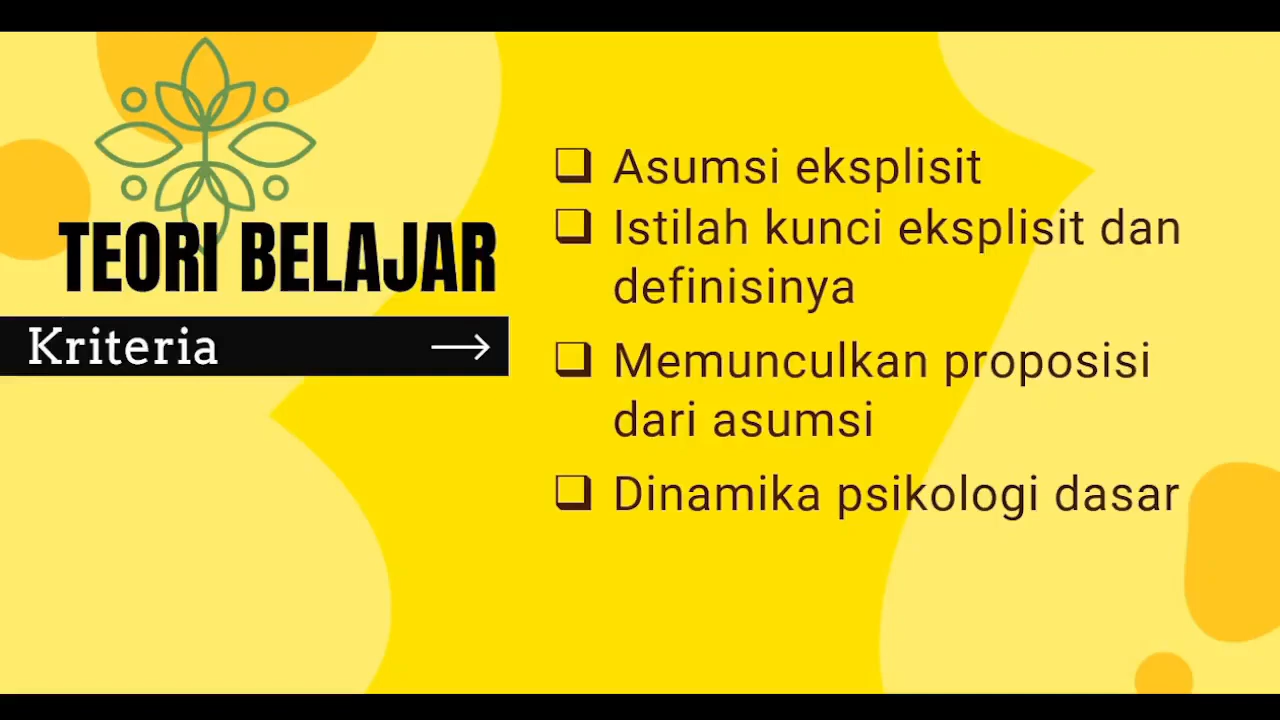 TEORI BELAJAR
Kriteria
Asumsi eksplisit
Istilah kunci eksplisit dan
definisinya
Memunculkan proposisi
dari asumsi
Dinamika psikologi dasar